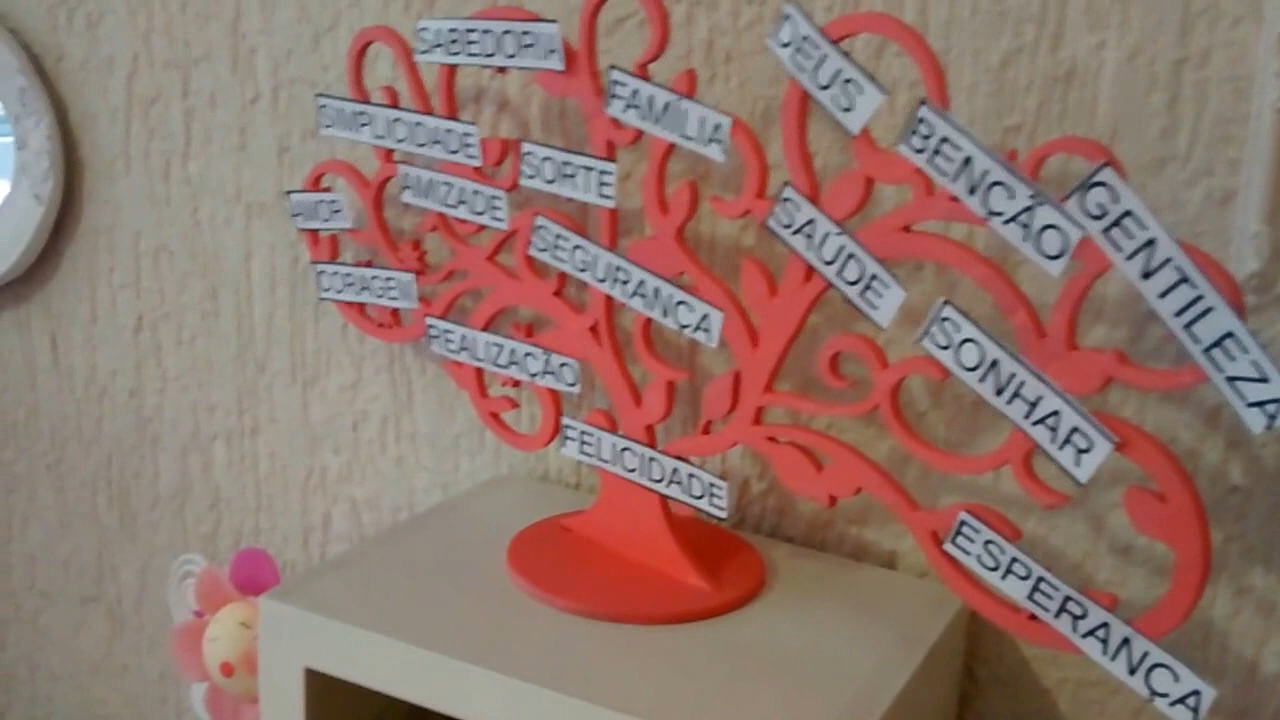 SABEDORIA
DEUS
FAMÍLIA
SIMPLICIDADE
SORTE
BENÇÃO
AMIZADE
AMOR
GENTILEZA
SAÚDE
SEGURANÇA
CORAGEM
REALIZAÇÃO
SONHAR
FELICIDADE
ESPERANÇA